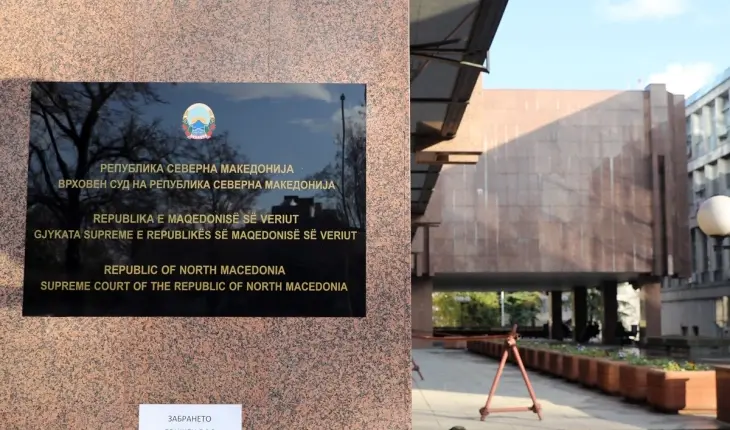 РЕПУБЛИКА СЕВЕРНА МАКЕДОНИЈА
ВРХОВЕН СУД НА РЕПУБЛИКА СЕВЕРНА МАКЕДОНИЈА
REPUBLIKA E MAQEDONISË SË VERIUT
GJYKATA SUPREME E REPUBLIKËS SË MAQEDONISË SË VERIUT
REPUBLIC OF NORTH MACEDONIA
SUPREME COURT OF THE REPUBLIC OF NORTH MACEDONIA
ЗАБРАНЕТО